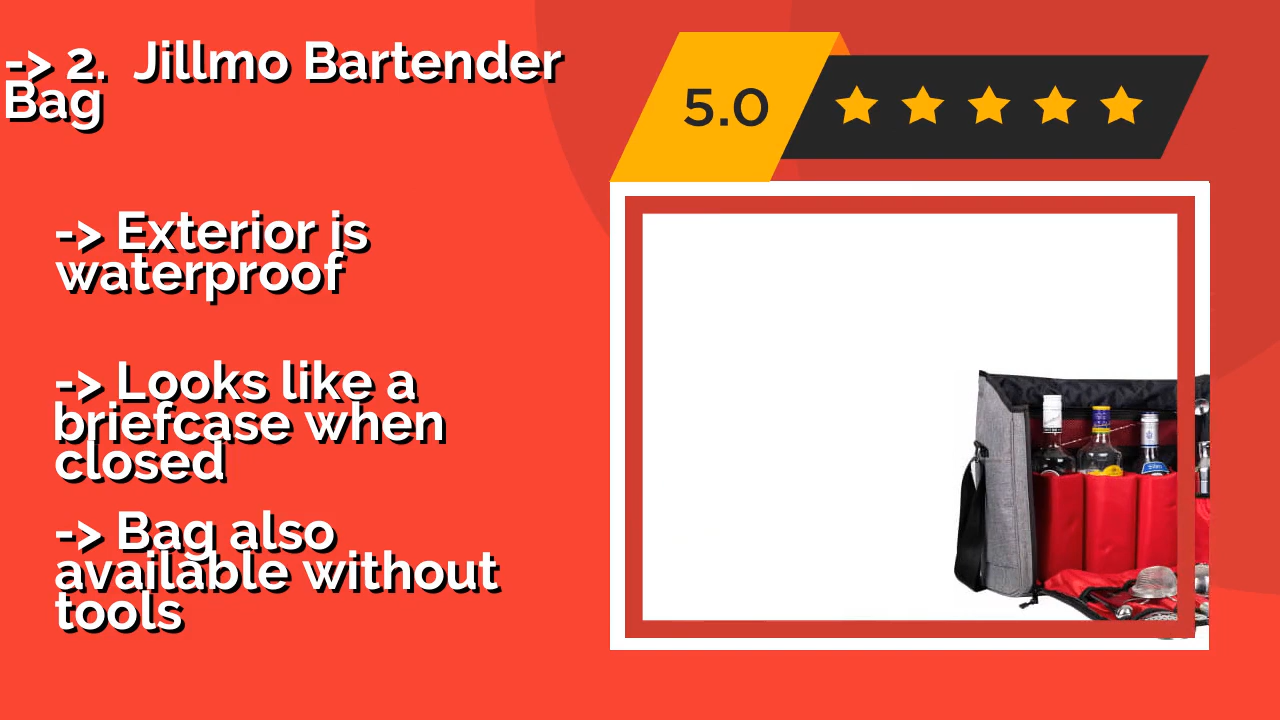 -> 2.  Jillmo Bartender
Bag
5.0
-> Exterior is
waterproof
-> Looks like a
briefcase when
closed
-> Bag also
available without
tools